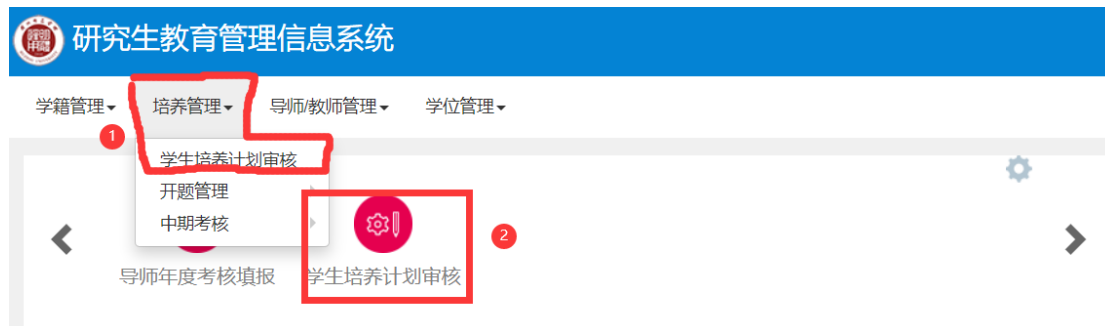 研究生教育管理信息系统
学籍管理 培养管理 导师/教师管理 学位管理
1
学生培养计划审核
开题管理
中期考核
2
导师年度考核填报 学生培养计划审核